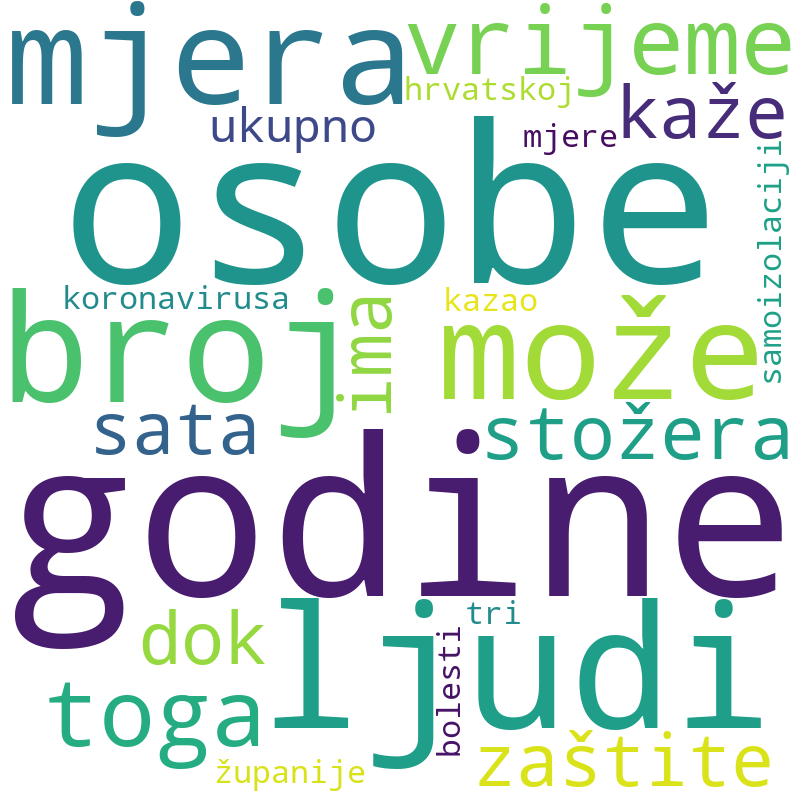 mjera
vrijeme
hrvatskoj
kaže
ukupno
mjere
osobe
samoizolaciji
koronavirusa
kazao
broj
ima
može
sata
stožera
godine
ljudi
tri
dok
bolesti
toga
zaštite
županije